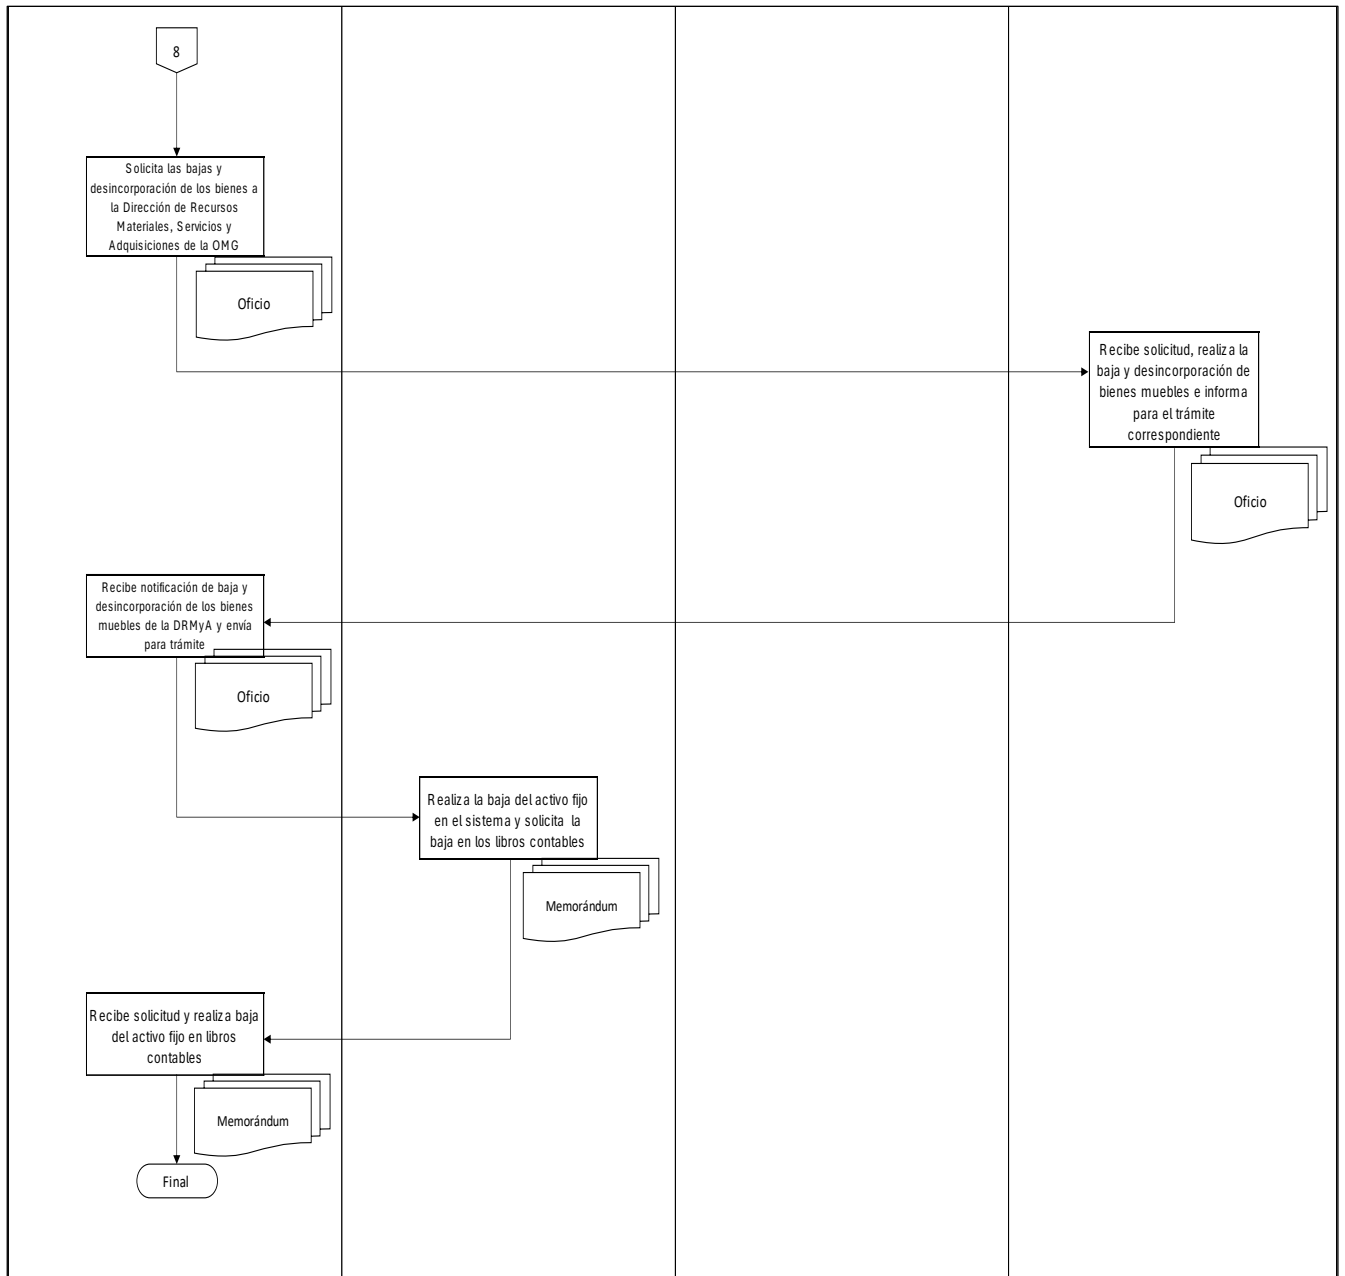 8
Solicita las bajas y
desincorporación de los bienes a
la Dirección de Recursos
Materiales, Servicios y
Adquisiciones de la OMG
Oficio
Recibe solicitud, realiza la
baja y desincorporación de
bienes muebles e informa
para el trámite
correspondiente
Oficio
Recibe notificación de baja y
desincorporación de los bienes
muebles de la DRMyA y envía
para trámite
Oficio
Realiza la baja del activo fijo
en el sistema y solicita la
baja en los libros contables
Memorándum
Recibe solicitud y realiza baja
del activo fijo en libros
contables
Memorándum
Final